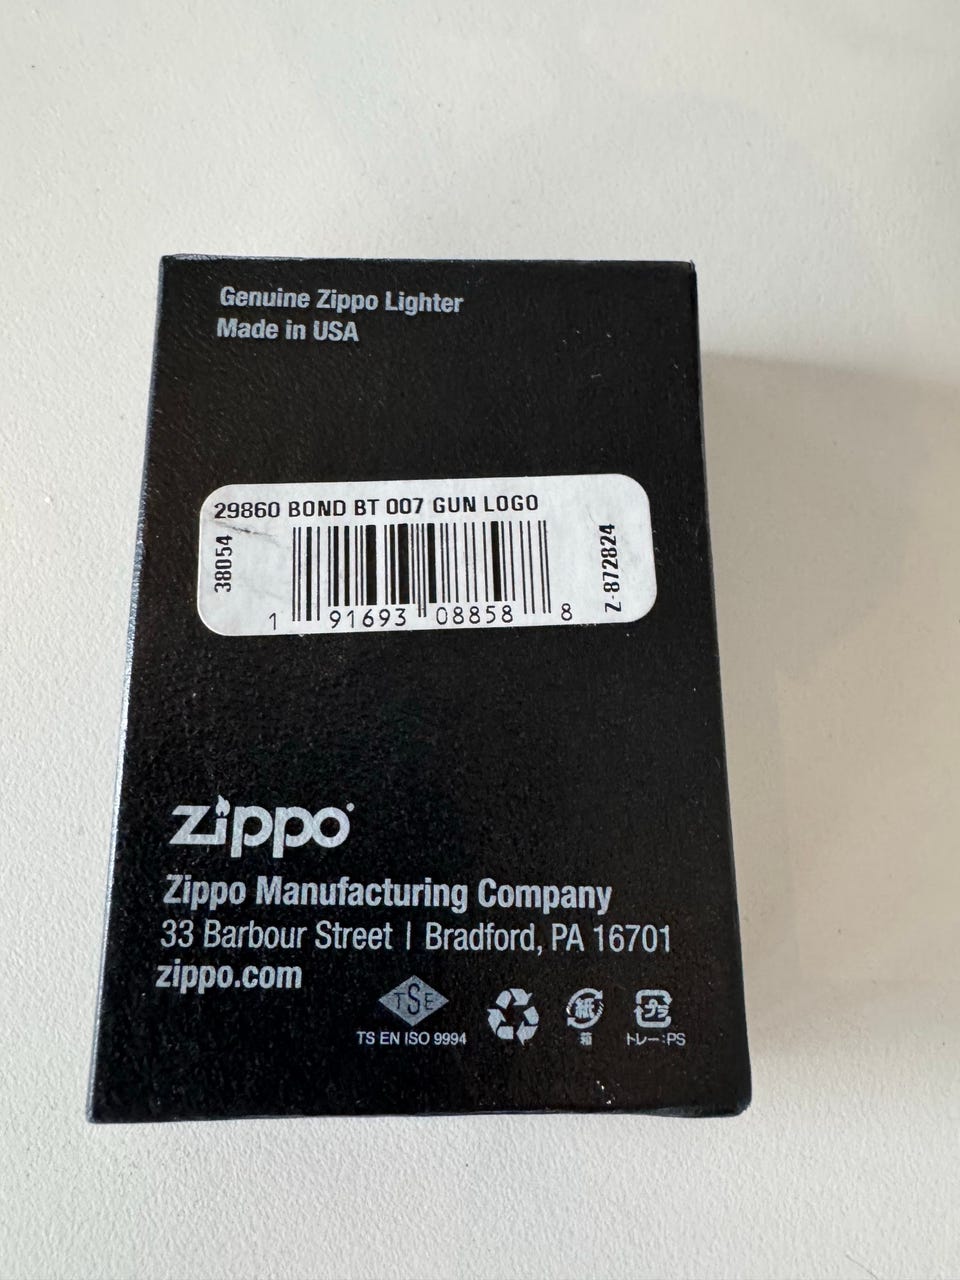 Genuine Zippo Lighter
Made in USA
29860 BOND BT 007 GUN LOGO
38054
Z-872824
1 91693 08858 8
zippo
Zippo Manufacturing Company
33 Barbour Street | Bradford, PA 16701
zippo.com
TSE
TS EN ISO 9994
紙
箱
プラ
トレー:PS